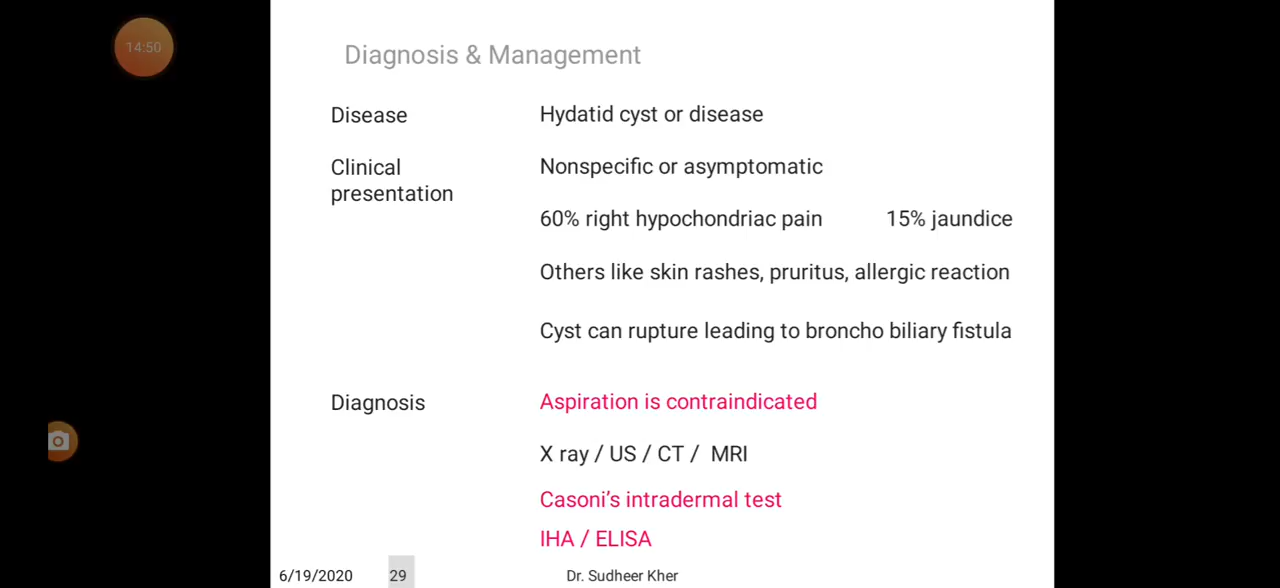 14:50
Diagnosis & Management
Disease
Hydatid cyst or disease
Clinical
presentation
Nonspecific or asymptomatic
60% right hypochondriac pain 15% jaundice
Others like skin rashes, pruritus, allergic reaction
Cyst can rupture leading to broncho biliary fistula
Diagnosis
Aspiration is contraindicated
X ray / US / CT / MRI
Casoni’s intradermal test
IHA / ELISA
6/19/2020 29 Dr. Sudheer Kher